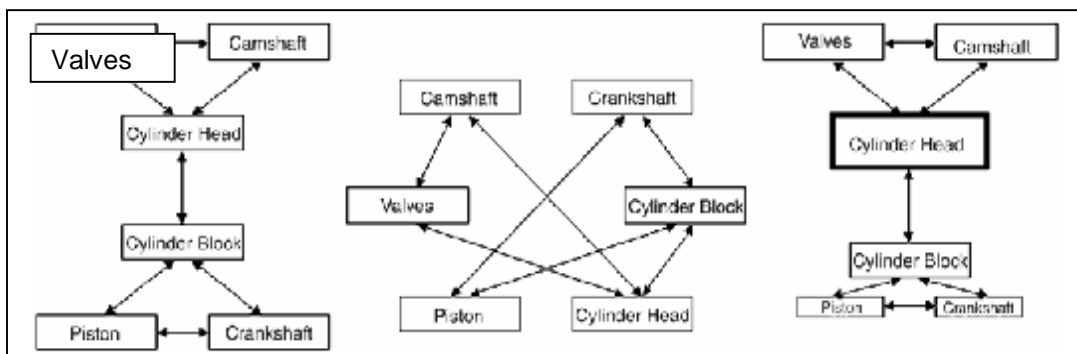 Valves
Camshaft
Cylinder Head
Cylinder Block
Piston
Crankshaft
Camshaft
Crankshaft
Valves
Cylinder Block
Piston
Cylinder Head
Valves
Camshaft
Cylinder Head
Cylinder Block
Piston
Crankshaft